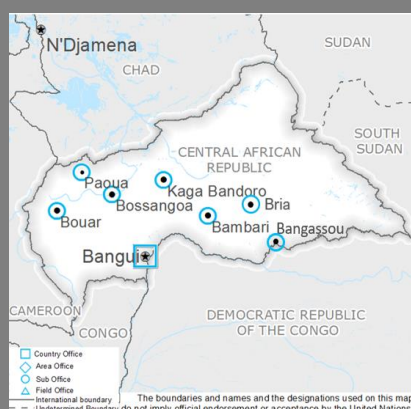 N'Djamena
SUDAN
CHAD
SOUTH
SUDAN
CENTRAL AFRICAN
REPUBLIC
Paoua
Kaga Bandoro
Bossangoa
Bria
Bouar
Bambari
Bangassou
Bangui
CAMEROON
DEMOCRATIC REPUBLIC
OF THE CONGO
CONGO
Country Office
Area Office
Sub Office
Field Office
International boundary
The boundaries and names and the designations used on this map
Undetermined Boundary
do not imply official endorsement or acceptance by the United Nations